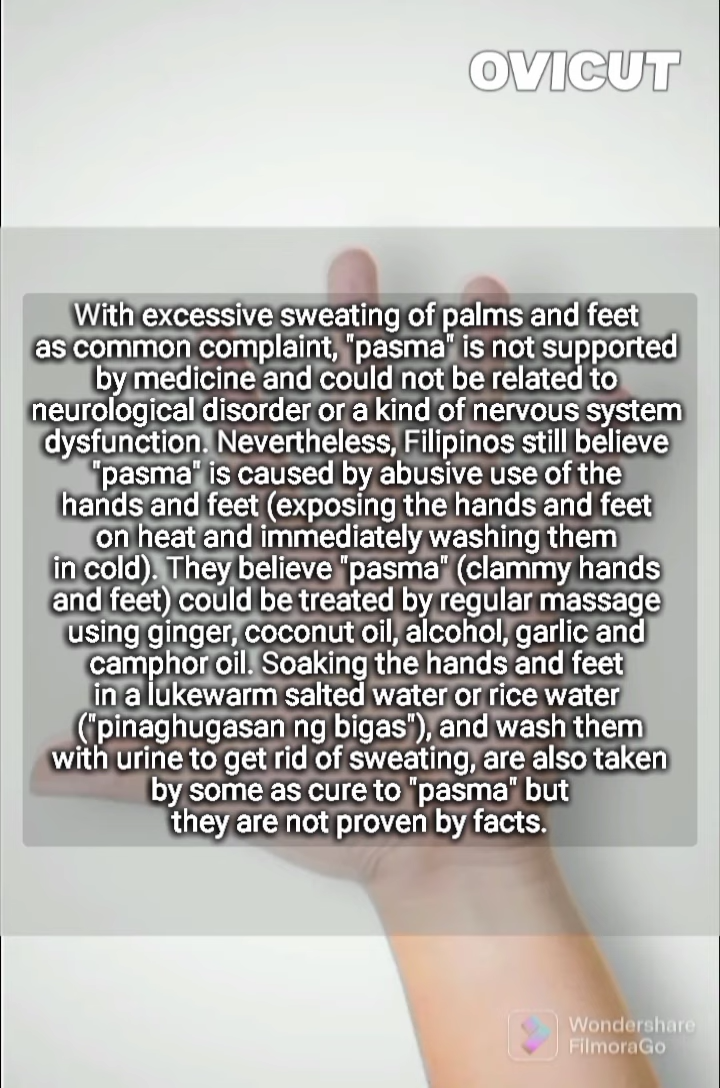 OVICUT
With excessive sweating of palms and feet
as common complaint, "pasma" is not supported
by medicine and could not be related to
neurological disorder or a kind of nervous system
dysfunction. Nevertheless, Filipinos still believe
"pasma" is caused by abusive use of the
hands and feet (exposing the hands and feet
on heat and immediately washing them
in cold). They believe "pasma" (clammy hands
and feet) could be treated by regular massage
using ginger, coconut oil, alcohol, garlic and
camphor oil. Soaking the hands and feet
in a lukewarm salted water or rice water
("pinaghugasan ng bigas"), and wash them
with urine to get rid of sweating, are also taken
by some as cure to "pasma" but
they are not proven by facts.
Wondershare
FilmoraGo